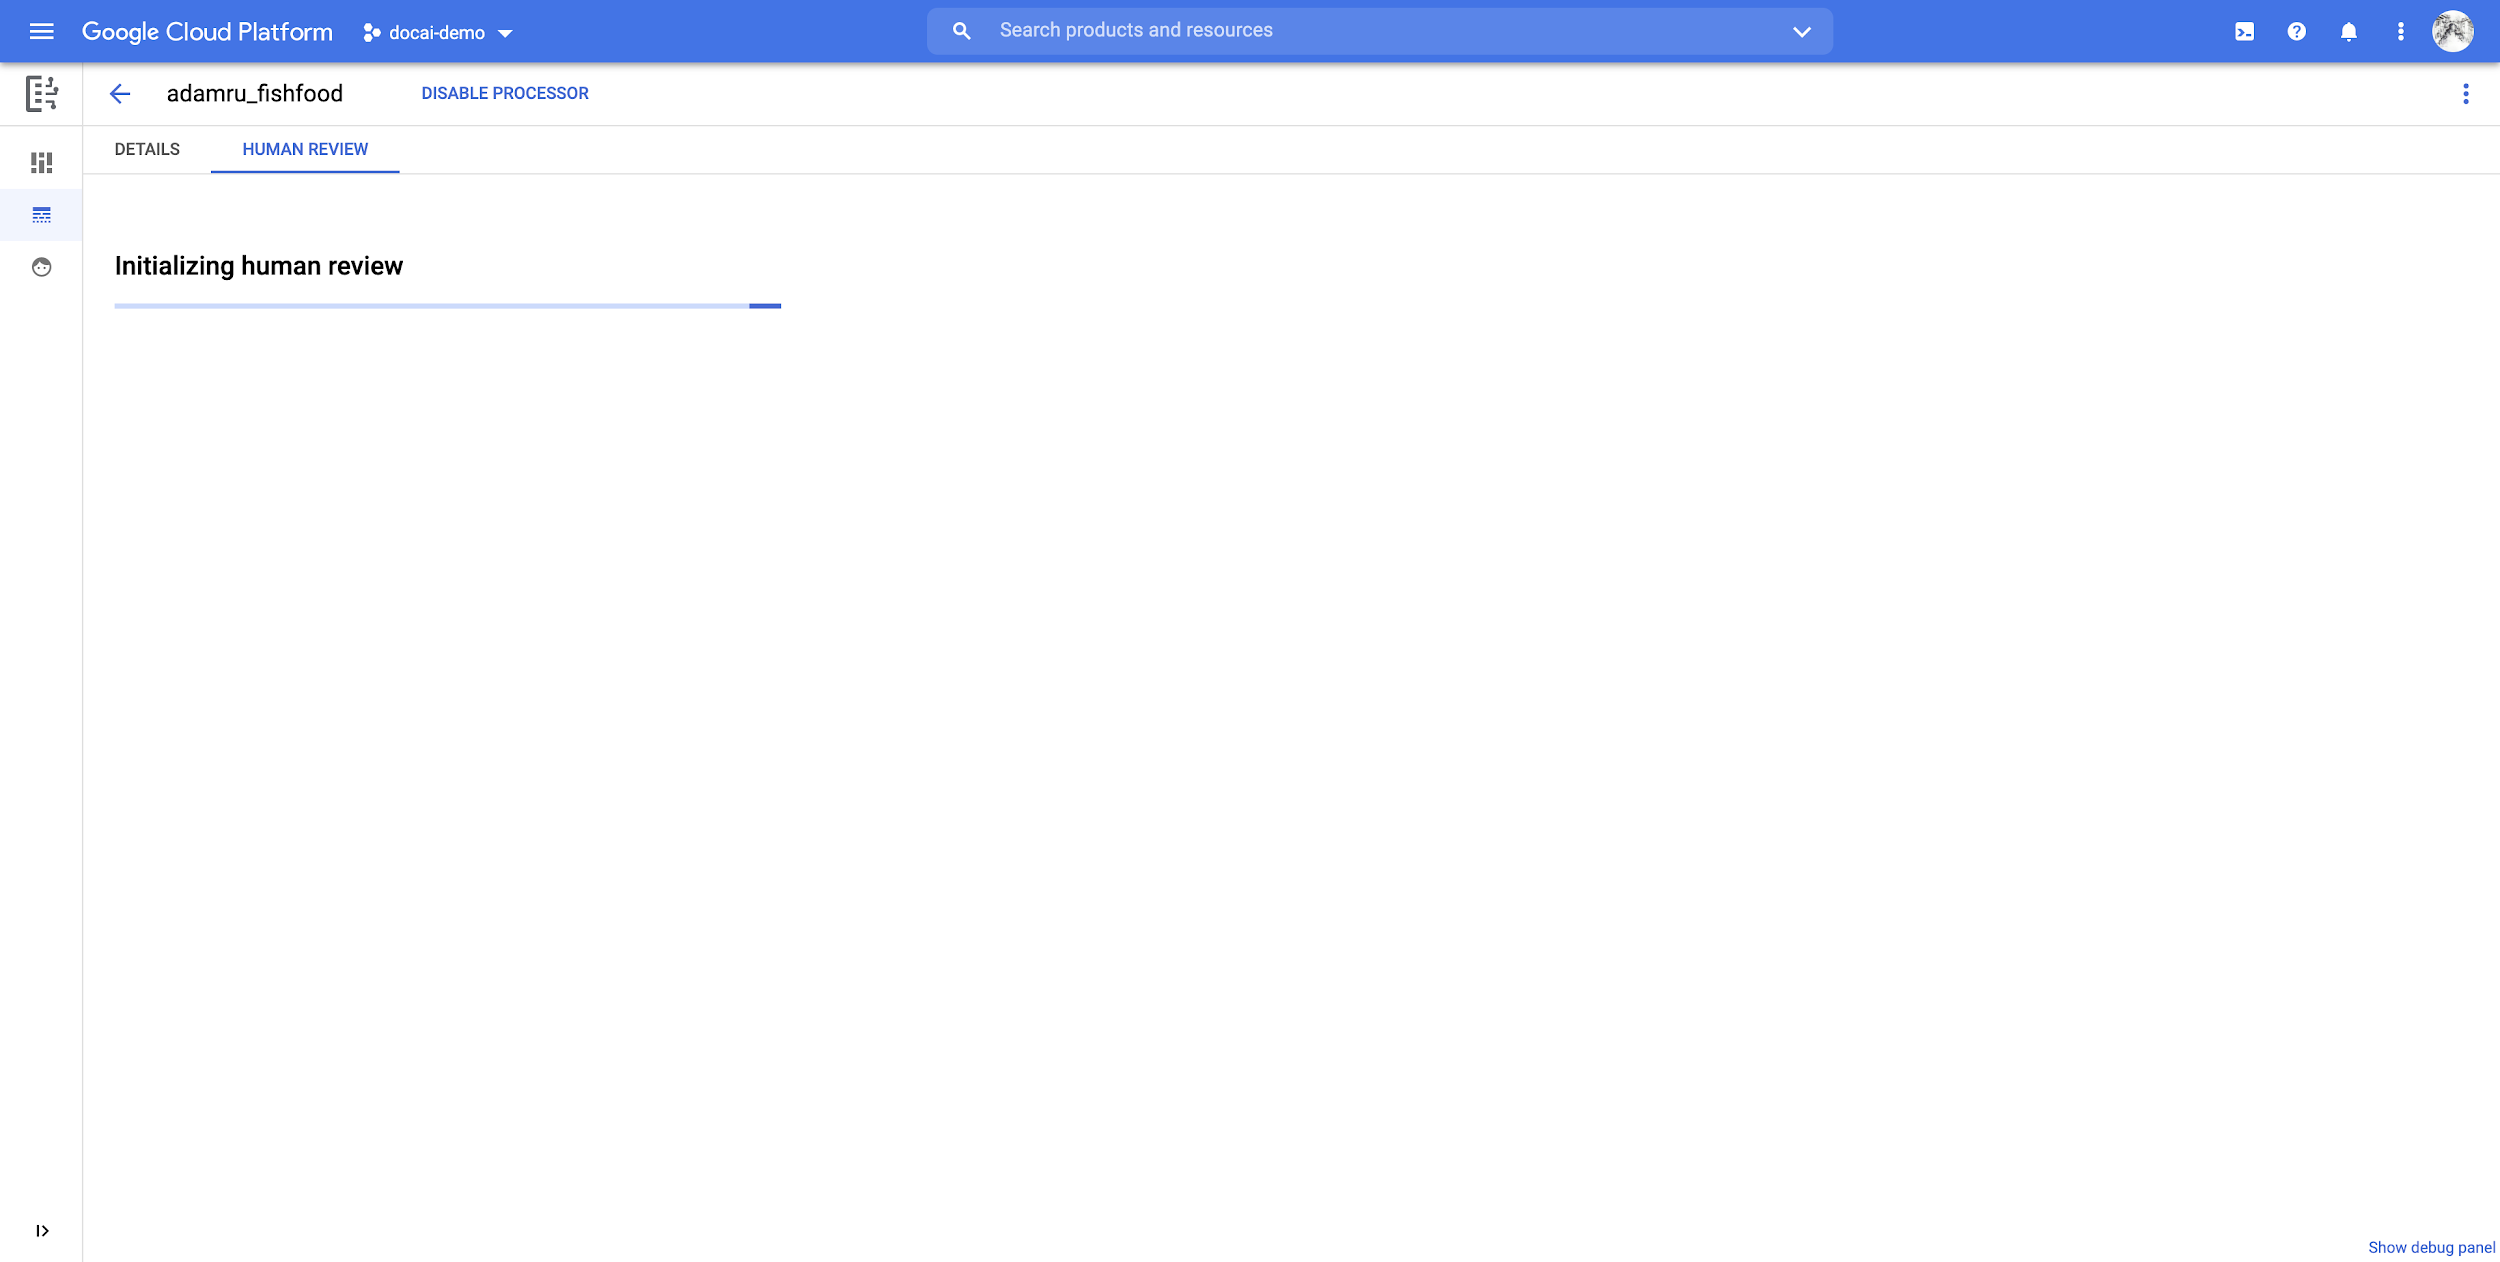 Google Cloud Platform
docai-demo
Search products and resources
adamru_fishfood
DISABLE PROCESSOR
DETAILS
HUMAN REVIEW
Initializing human review
Show debug panel